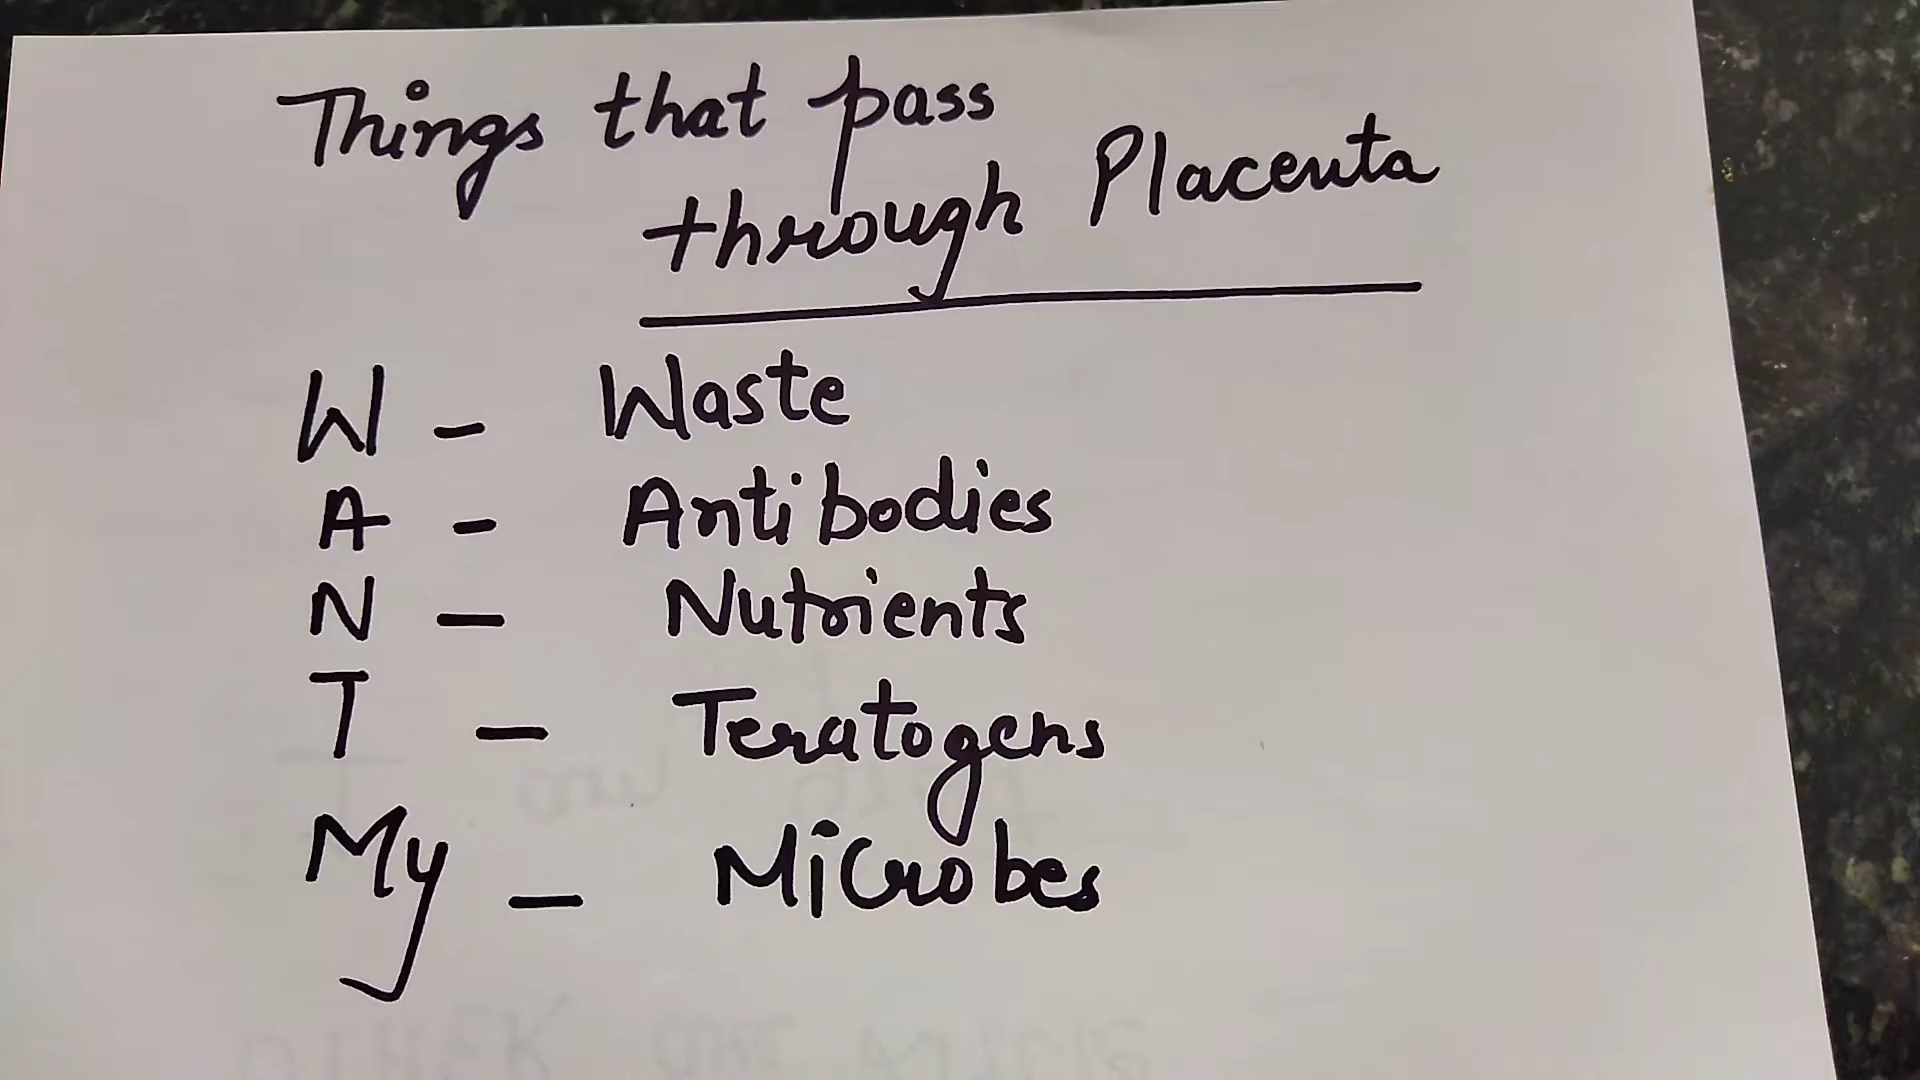 Things that pass
through Placenta
W - Waste
A - Antibodies
N - Nutrients
T - Teratogens
My - Microbes